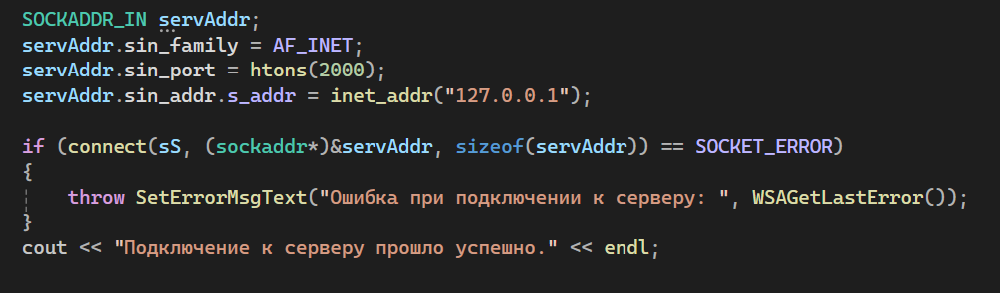 SOCKADDR_IN servAddr;
servAddr.sin_family = AF_INET;
servAddr.sin_port = htons(2000);
servAddr.sin_addr.s_addr = inet_addr("127.0.0.1");
if (connect(sS, (sockaddr*)&servAddr, sizeof(servAddr)) == SOCKET_ERROR)
{
throw SetErrorMsgText("Ошибка при подключении к серверу: ", WSAGetLastError());
}
cout << "Подключение к серверу прошло успешно." << endl;